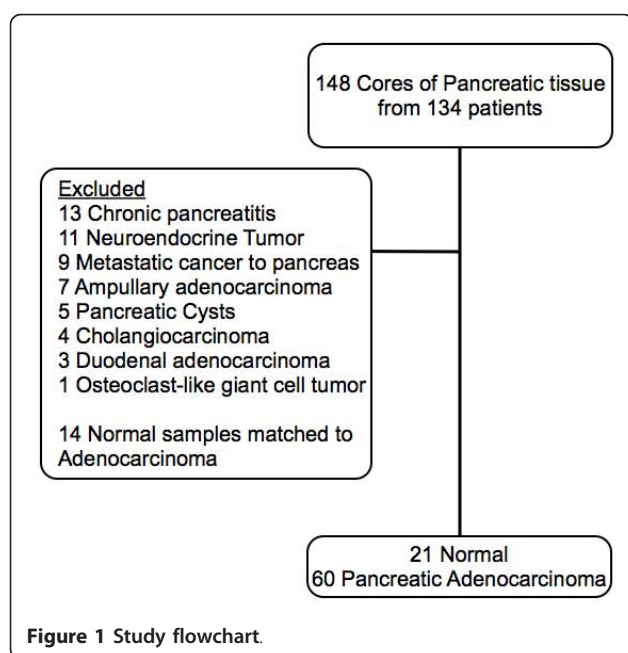 148 Cores of Pancreatic tissue
from 134 patients
Excluded
13 Chronic pancreatitis
11 Neuroendocrine Tumor
9 Metastatic cancer to pancreas
7 Ampullary adenocarcinoma
5 Pancreatic Cysts
4 Cholangiocarcinoma
3 Duodenal adenocarcinoma
1 Osteoclast-like giant cell tumor
14 Normal samples matched to
Adenocarcinoma
21 Normal
60 Pancreatic Adenocarcinoma
Figure 1 Study flowchart.